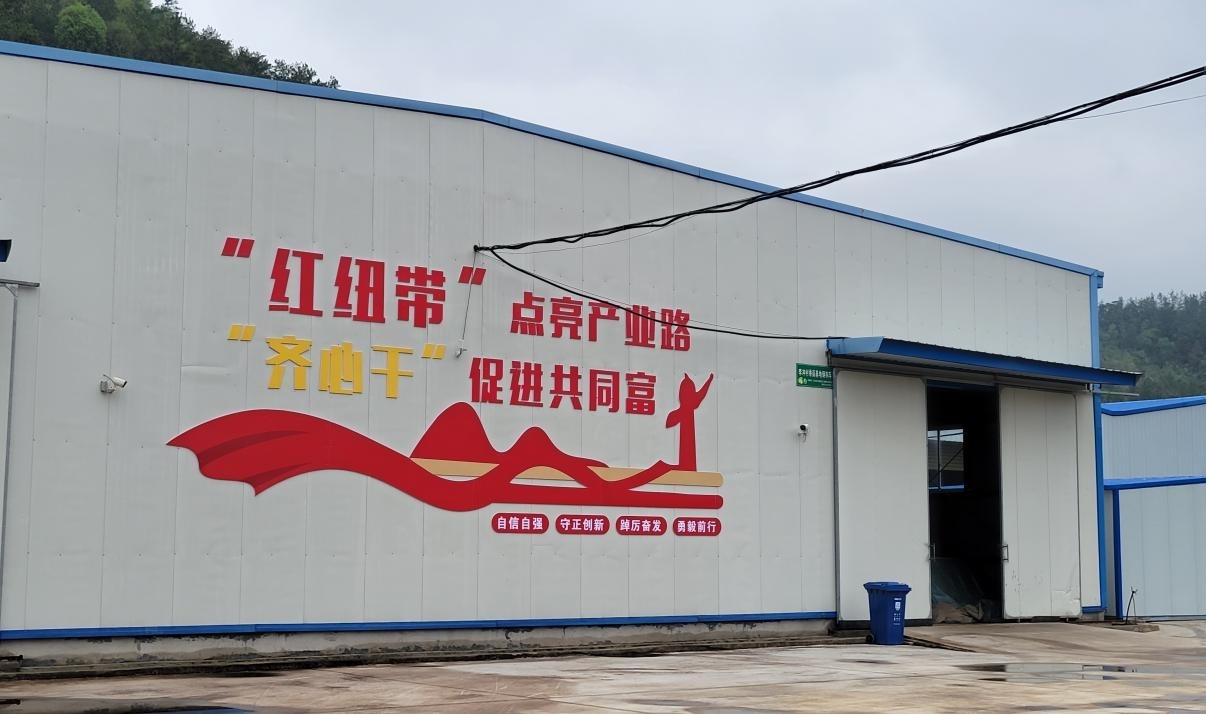 "红纽带"点亮产业路
"齐心干"促进共同富
自信自强 守正创新 踔厉奋发 勇毅前行